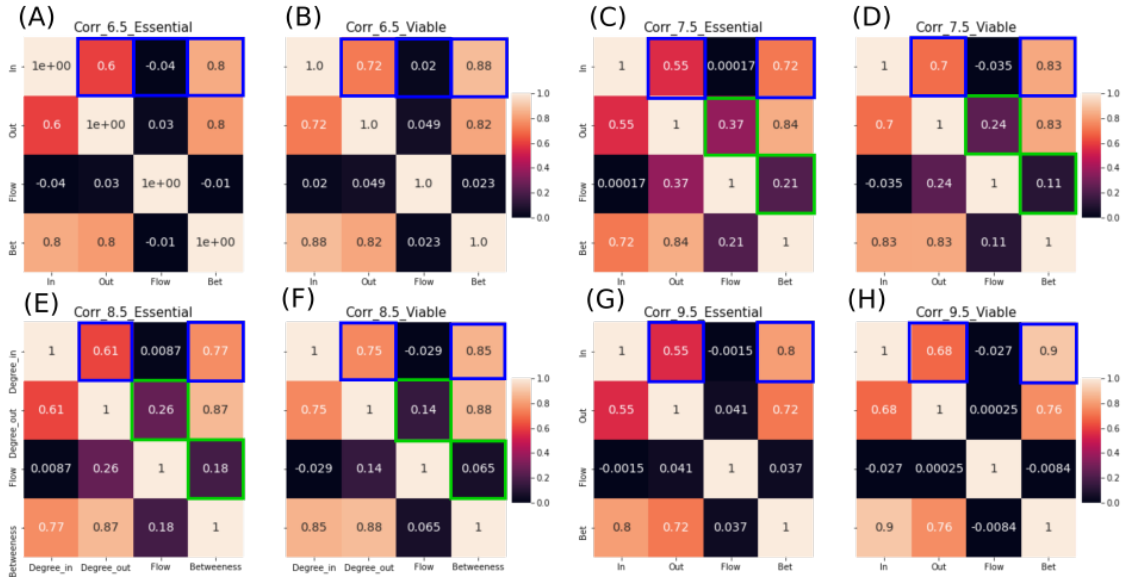 (A) Corr_6.5_Essential
In 1e+00 0.6 -0.04 0.8
Out 0.6 1e+00 0.03 0.8
Flow -0.04 0.03 1e+00 -0.01
Bet 0.8 0.8 -0.01 1e+00
In Out Flow Bet
(B) Corr_6.5_Viable
1.0 0.72 0.02 0.88
0.72 1.0 0.049 0.82
0.02 0.049 1.0 0.023
0.88 0.82 0.023 1.0
In Out Flow Bet
1.0
0.8
0.6
0.4
0.2
0.0
(C) Corr_7.5_Essential
In 1 0.55 0.00017 0.72
Out 0.55 1 0.37 0.84
Flow 0.00017 0.37 1 0.21
Bet 0.72 0.84 0.21 1
In Out Flow Bet
(D) Corr_7.5_Viable
1 0.7 -0.035 0.83
0.7 1 0.24 0.83
-0.035 0.24 1 0.11
0.83 0.83 0.11 1
In Out Flow Bet
1.0
0.8
0.6
0.4
0.2
0.0
(E) Corr_8.5_Essential
Degree_in 1 0.61 0.0087 0.77
Degree_out 0.61 1 0.26 0.87
Flow 0.0087 0.26 1 0.18
Betweeness 0.77 0.87 0.18 1
Degree_in Degree_out Flow Betweeness
(F) Corr_8.5_Viable
1 0.75 -0.029 0.85
0.75 1 0.14 0.88
-0.029 0.14 1 0.065
0.85 0.88 0.065 1
Degree_in Degree_out Flow Betweeness
1.0
0.8
0.6
0.4
0.2
0.0
(G) Corr_9.5_Essential
In 1 0.55 -0.0015 0.8
Out 0.55 1 0.041 0.72
Flow -0.0015 0.041 1 0.037
Bet 0.8 0.72 0.037 1
In Out Flow Bet
(H) Corr_9.5_Viable
1 0.68 -0.027 0.9
0.68 1 0.00025 0.76
-0.027 0.00025 1 -0.0084
0.9 0.76 -0.0084 1
In Out Flow Bet
1.0
0.8
0.6
0.4
0.2
0.0